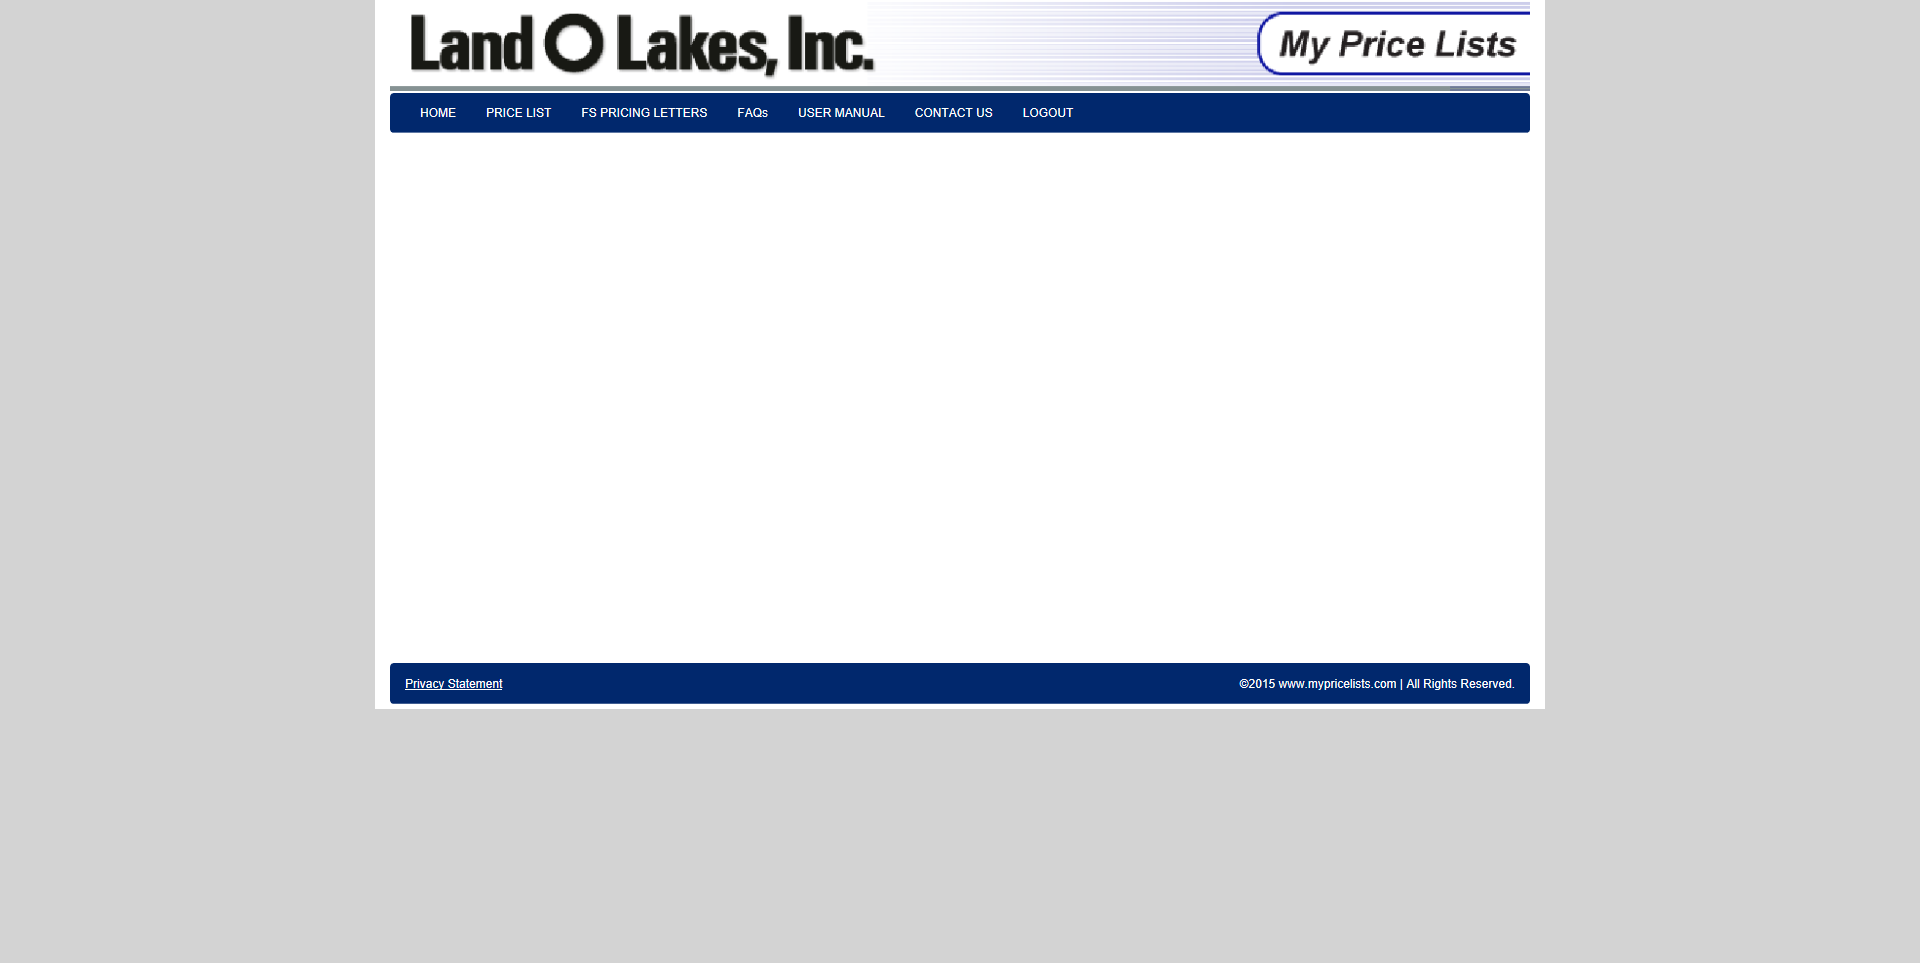 Land O Lakes, Inc.
My Price Lists
HOME PRICE LIST FS PRICING LETTERS FAQs USER MANUAL CONTACT US LOGOUT
Privacy Statement
©2015 www.mypricelists.com | All Rights Reserved.